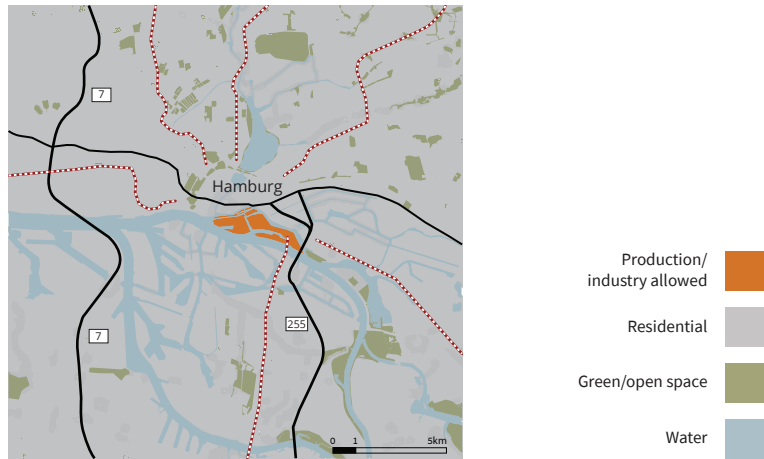 7
Hamburg
7
255
0 1 5km
Production/
industry allowed
Residential
Green/open space
Water